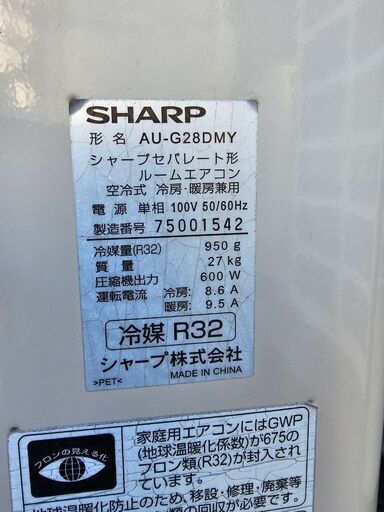 SHARP
形 名 AU-G28DMY
シャープセパレート形
ルームエアコン
空冷式 冷房・暖房兼用
電 源 単相 100V 50/60Hz
製造番号 75001542
冷媒量(R32) 950 g
質 量 27 kg
圧縮機出力 600 W
運転電流 冷房: 8.6 A
暖房: 9.5 A
冷媒 R32
シャープ株式会社
>PET< MADE IN CHINA
フロンの見える化
家庭用エアコンにはGWP
(地球温暖化係数)が675の
フロン類(R32)が封入され
ています。
地球温暖化防止のため、移設・修理・廃棄等